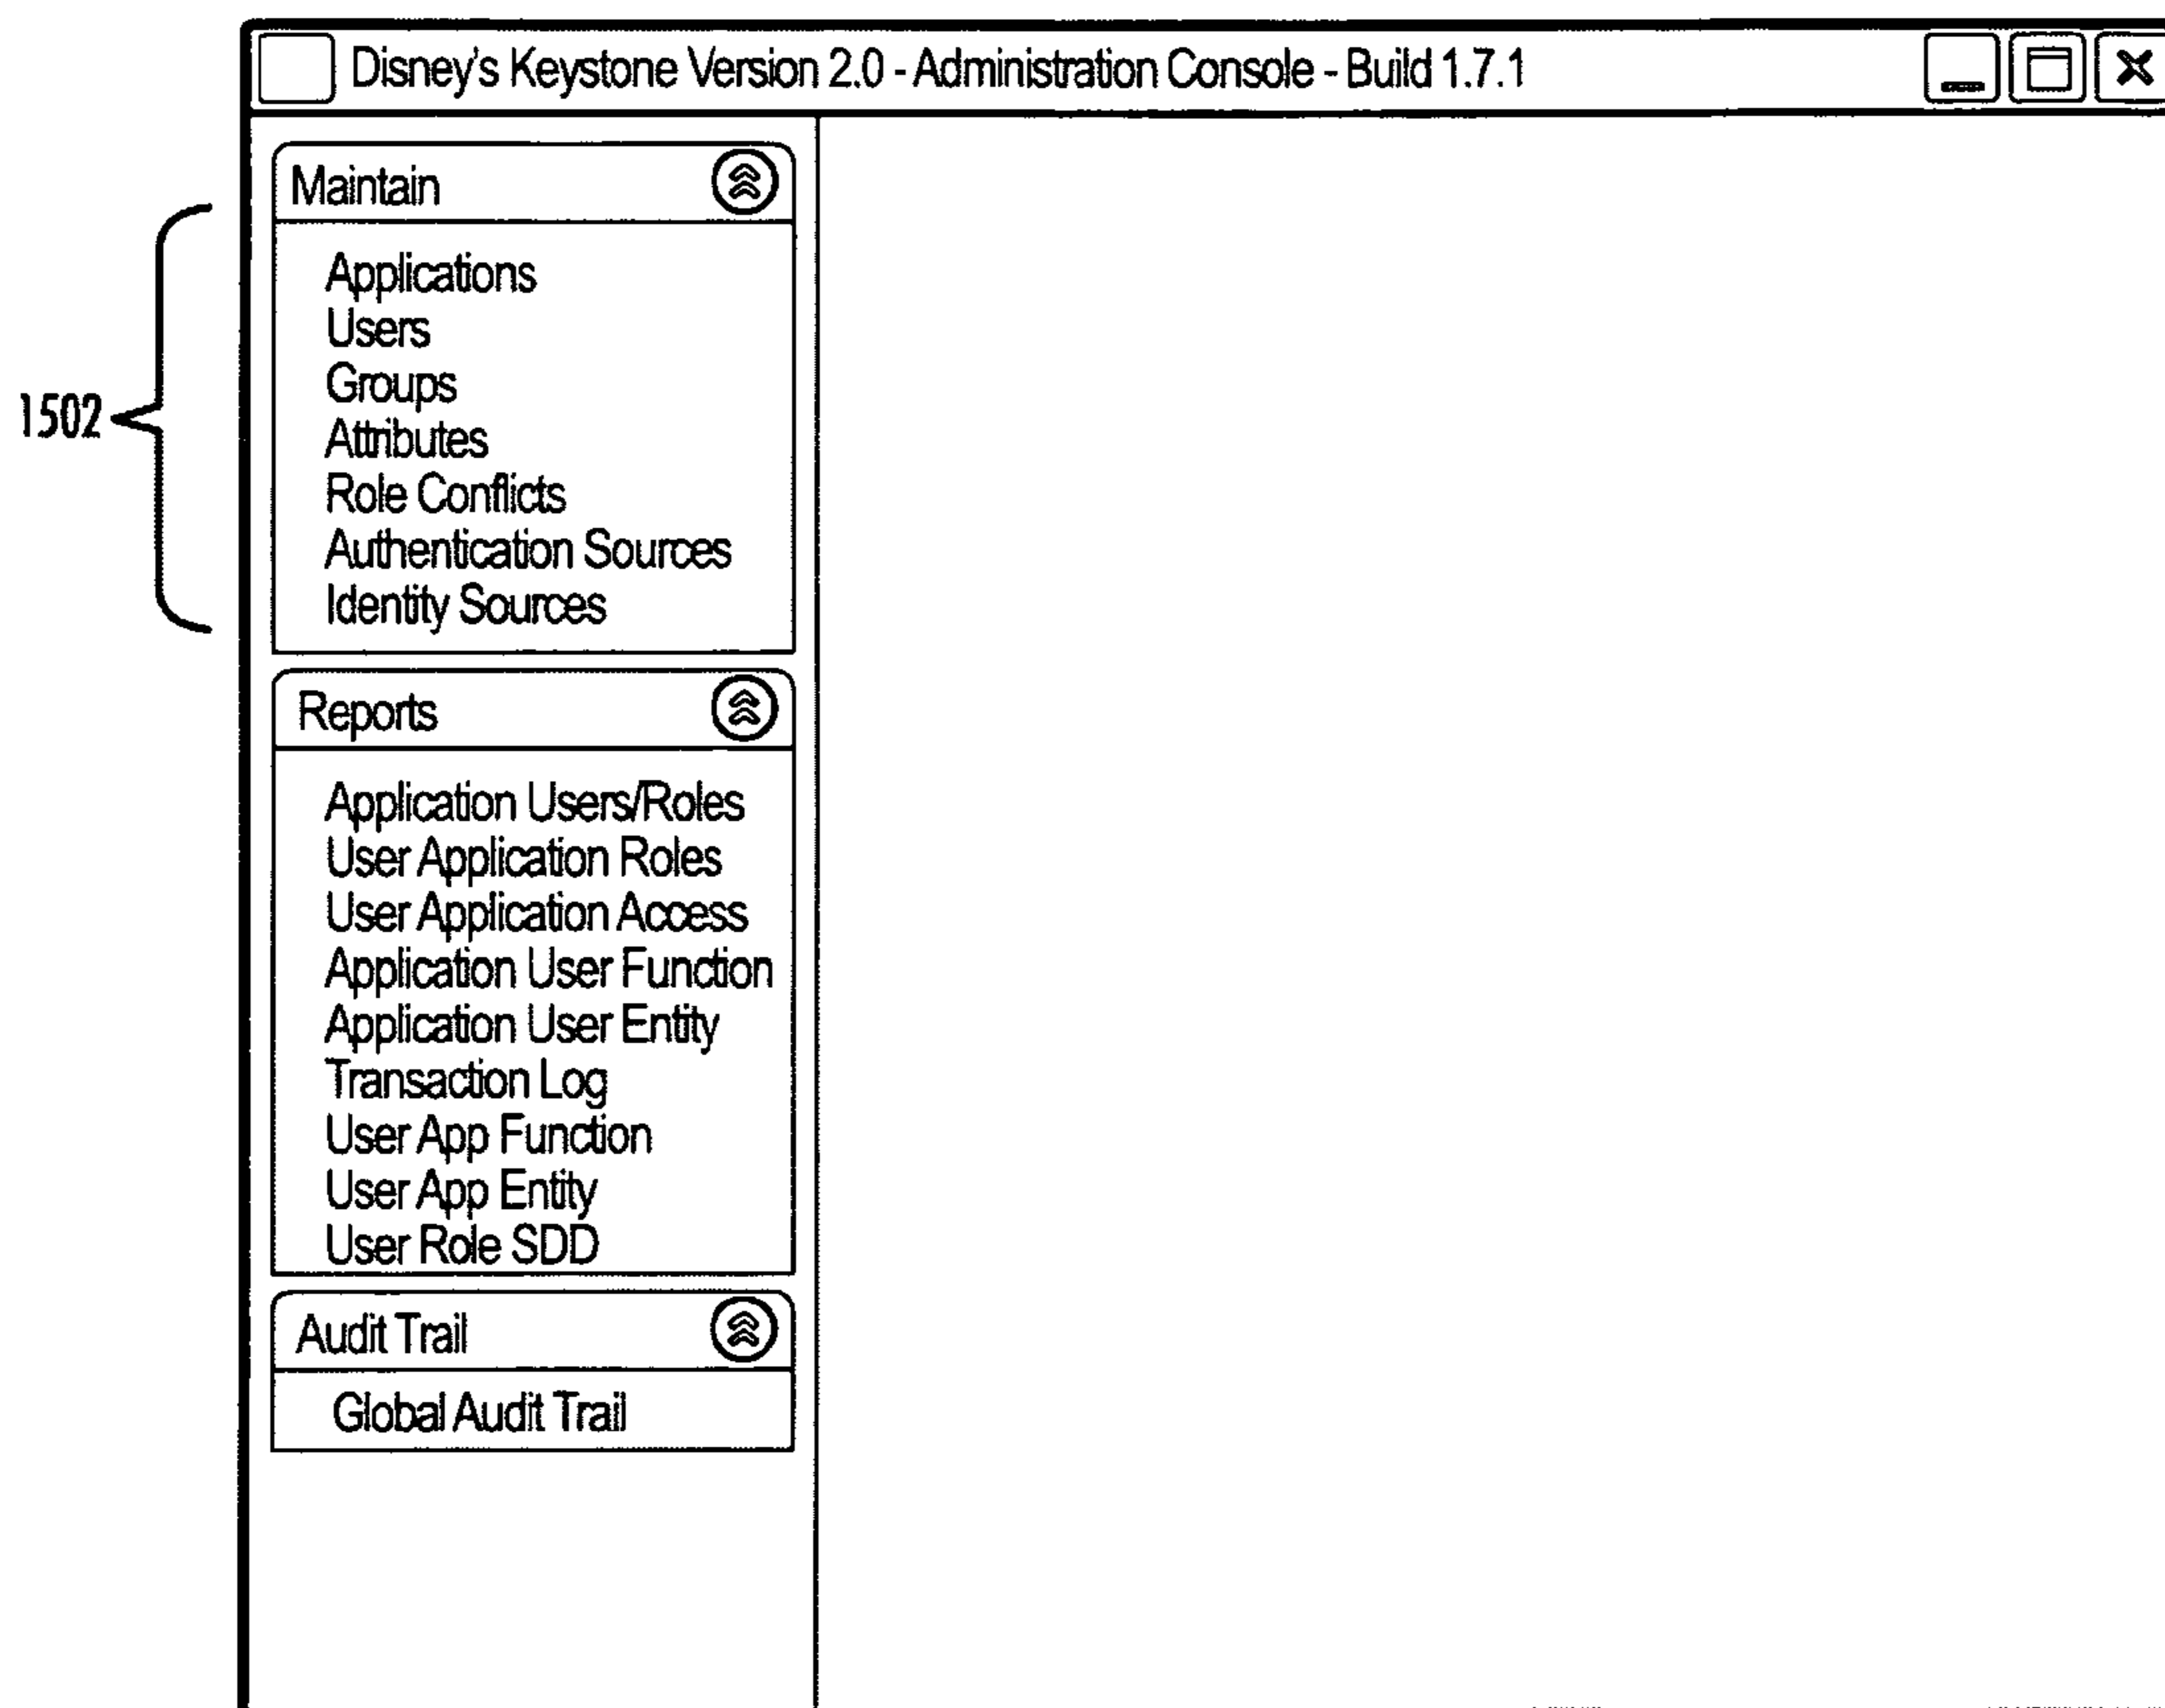 Disney's Keystone Version 2.0 - Administration Console - Build 1.7.1
Maintain
Applications
Users
Groups
Attributes
Role Conflicts
Authentication Sources
Identity Sources
1502
Reports
Application Users/Roles
User Application Roles
User Application Access
Application User Function
Application User Entity
Transaction Log
User App Function
User App Entity
User Role SDD
Audit Trail
Global Audit Trail